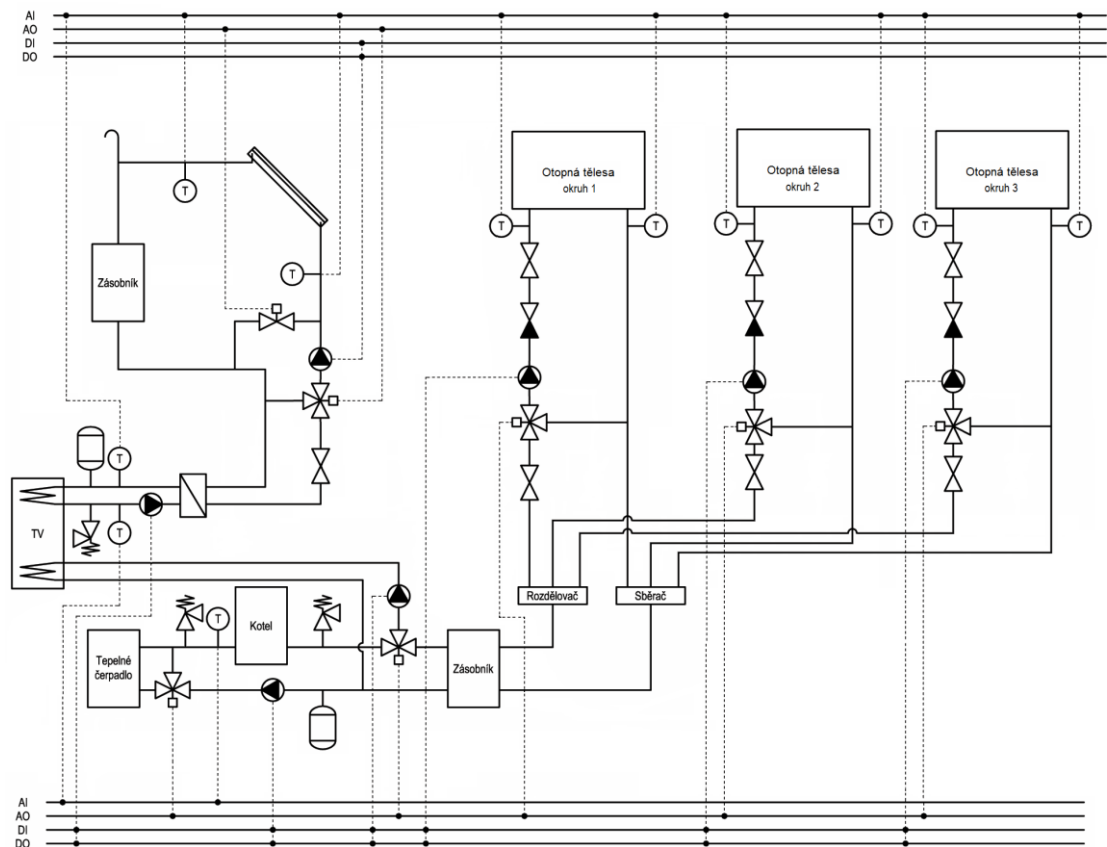 AI
AO
DI
DO
Otopná tělesa
okruh 1
Otopná tělesa
okruh 2
Otopná tělesa
okruh 3
T
T
T
T
T
T
T
T
Zásobník
T
T
TV
Rozdělovač
Sběrač
Kotel
T
Tepelné
čerpadlo
Zásobník
AI
AO
DI
DO